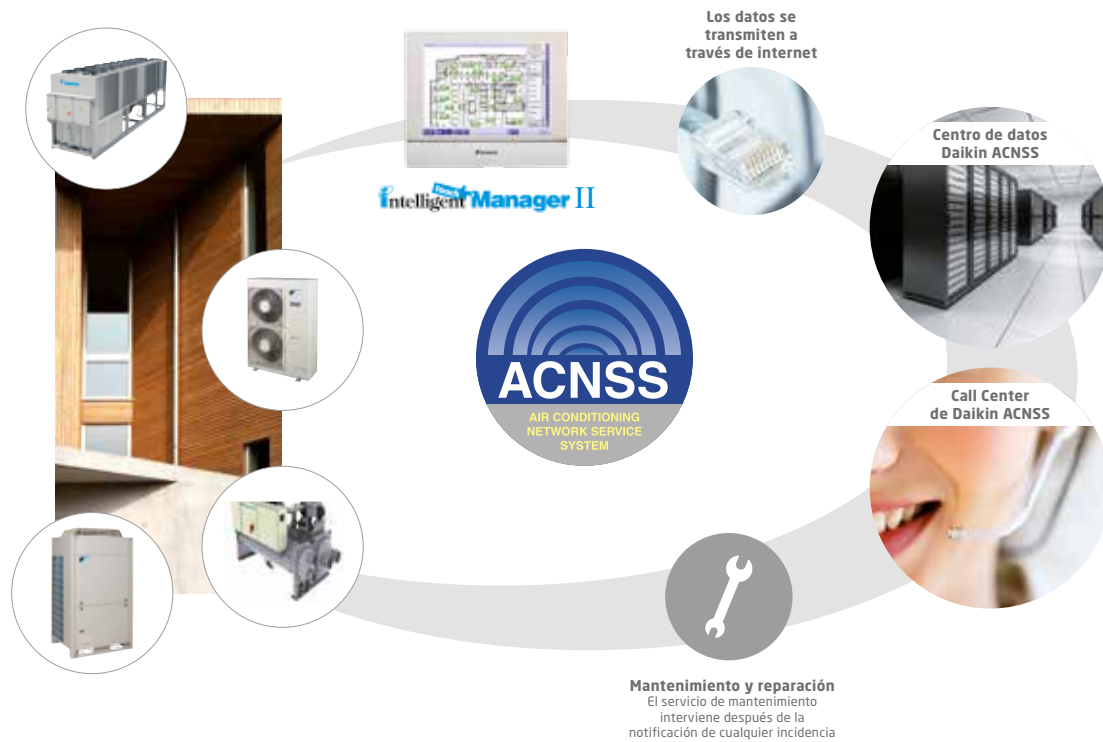 Los datos se
transmiten a
través de internet
Centro de datos
Daikin ACNSS
Intelligent Touch Manager II
ACNSS
AIR CONDITIONING
NETWORK SERVICE
SYSTEM
Call Center
de Daikin ACNSS
Mantenimiento y reparación
El servicio de mantenimiento
interviene después de la
notificación de cualquier incidencia